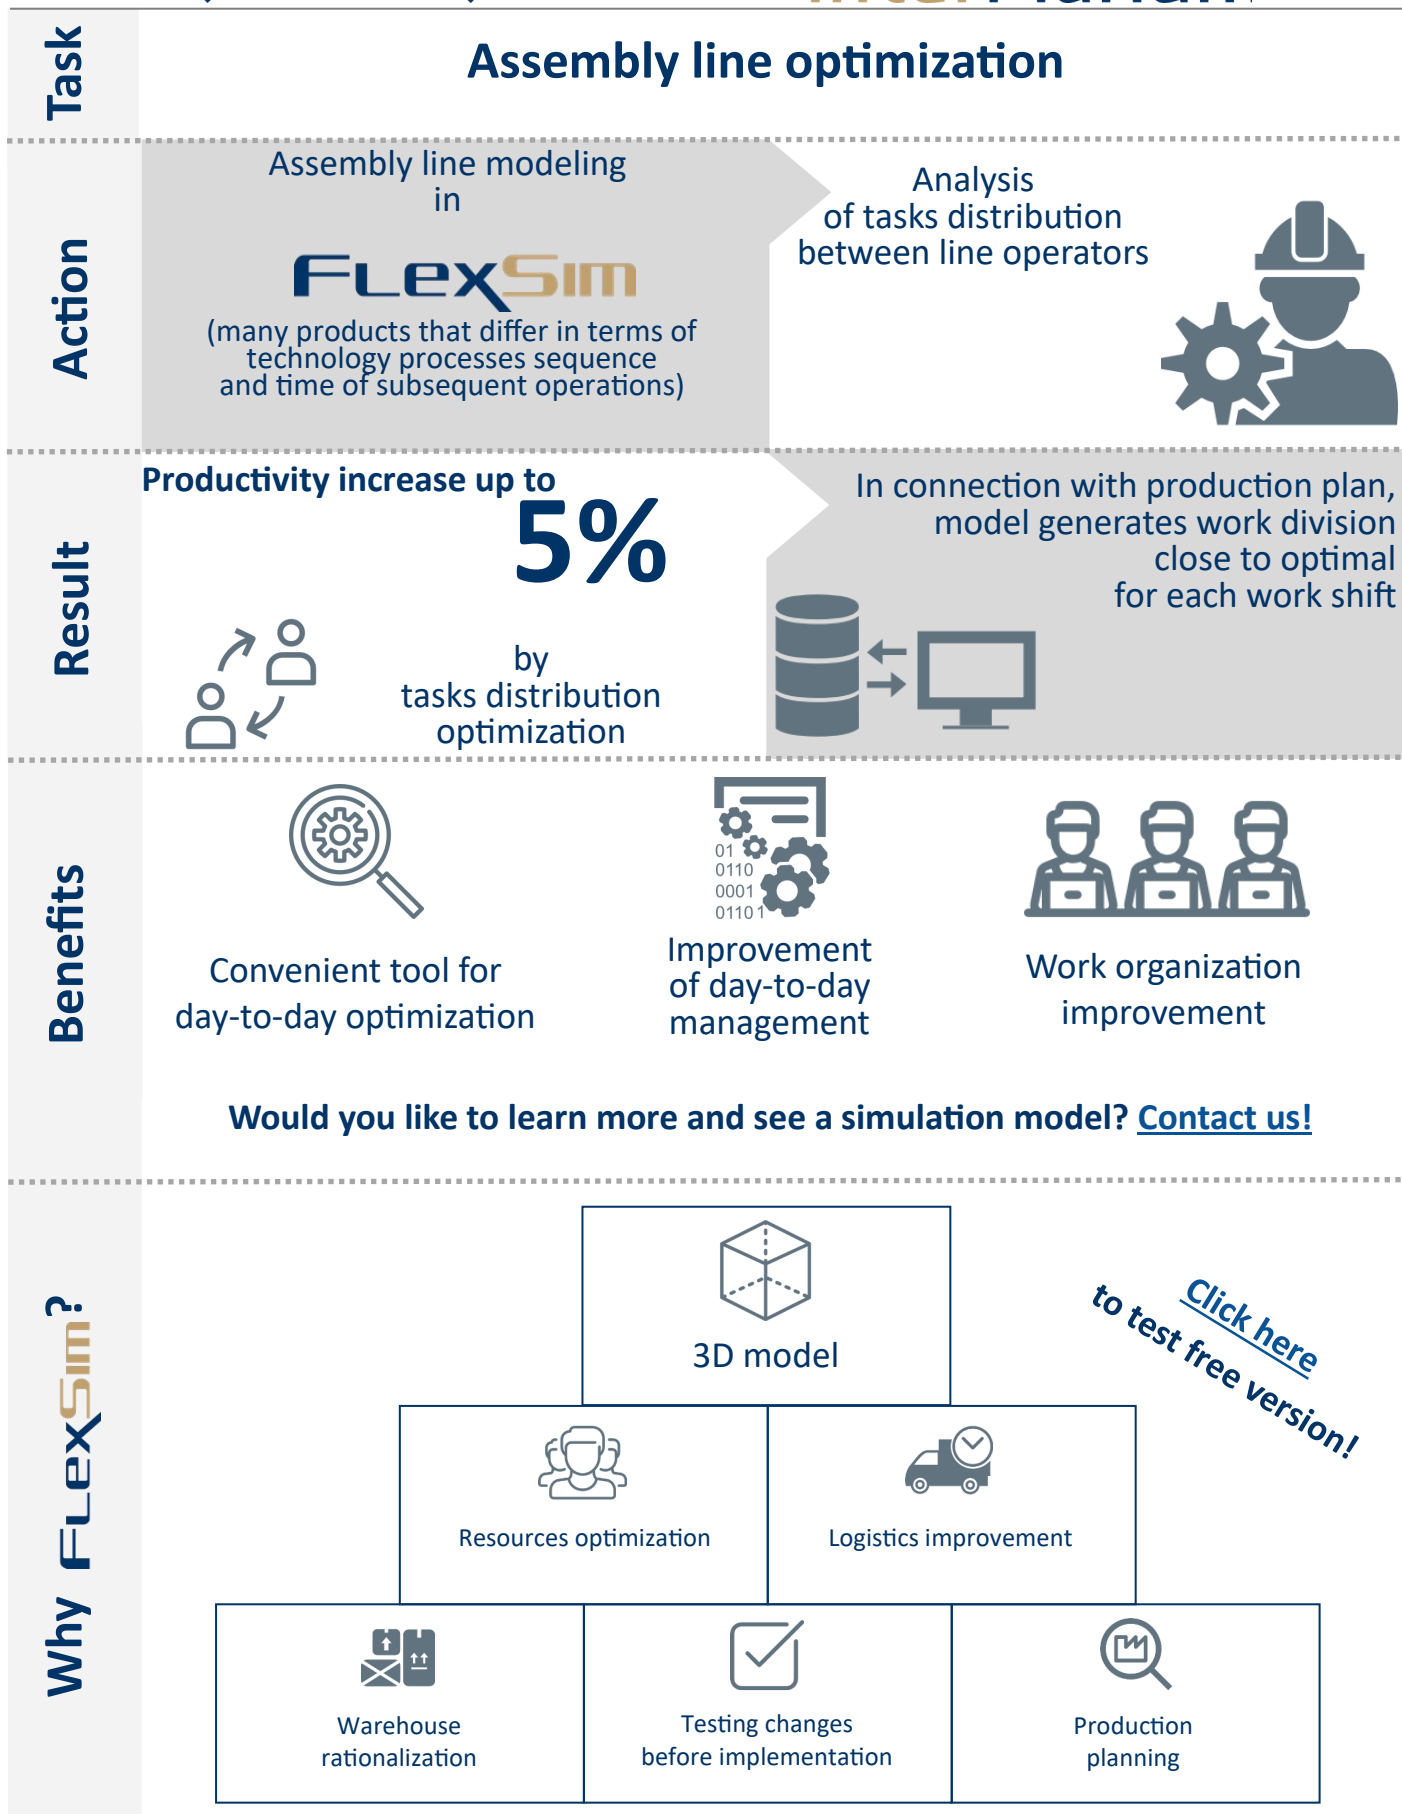 Task
Assembly line optimization
Action
Assembly line modeling
in
FlexSim
(many products that differ in terms of
technology processes sequence
and time of subsequent operations)
Analysis
of tasks distribution
between line operators
Result
Productivity increase up to
5%
by
tasks distribution
optimization
In connection with production plan,
model generates work division
close to optimal
for each work shift
Benefits
01
0110
0001
01101
Convenient tool for
day-to-day optimization
Improvement
of day-to-day
management
Work organization
improvement
Would you like to learn more and see a simulation model? Contact us!
Why FlexSim?
3D model
Click here
to test free version!
Resources optimization
Logistics improvement
Warehouse
rationalization
Testing changes
before implementation
Production
planning